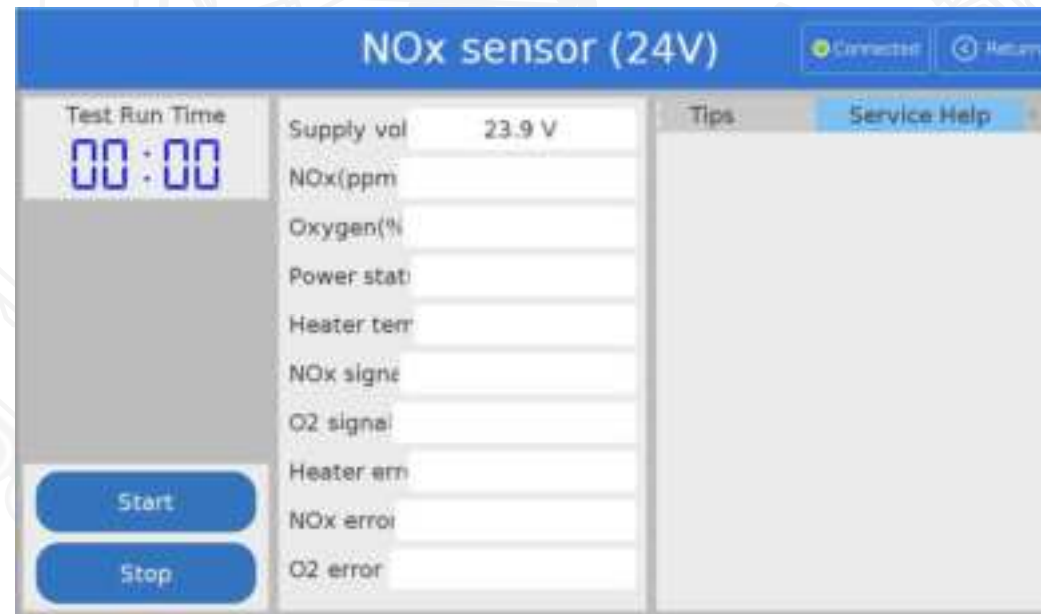 NOx sensor (24V)
Connected
Return
Test Run Time
00:00
Start
Stop
Supply vol 23.9 V
NOx(ppm
Oxygen(%
Power stat
Heater tem
NOx signa
O2 signal
Heater err
NOx error
O2 error
Tips Service Help